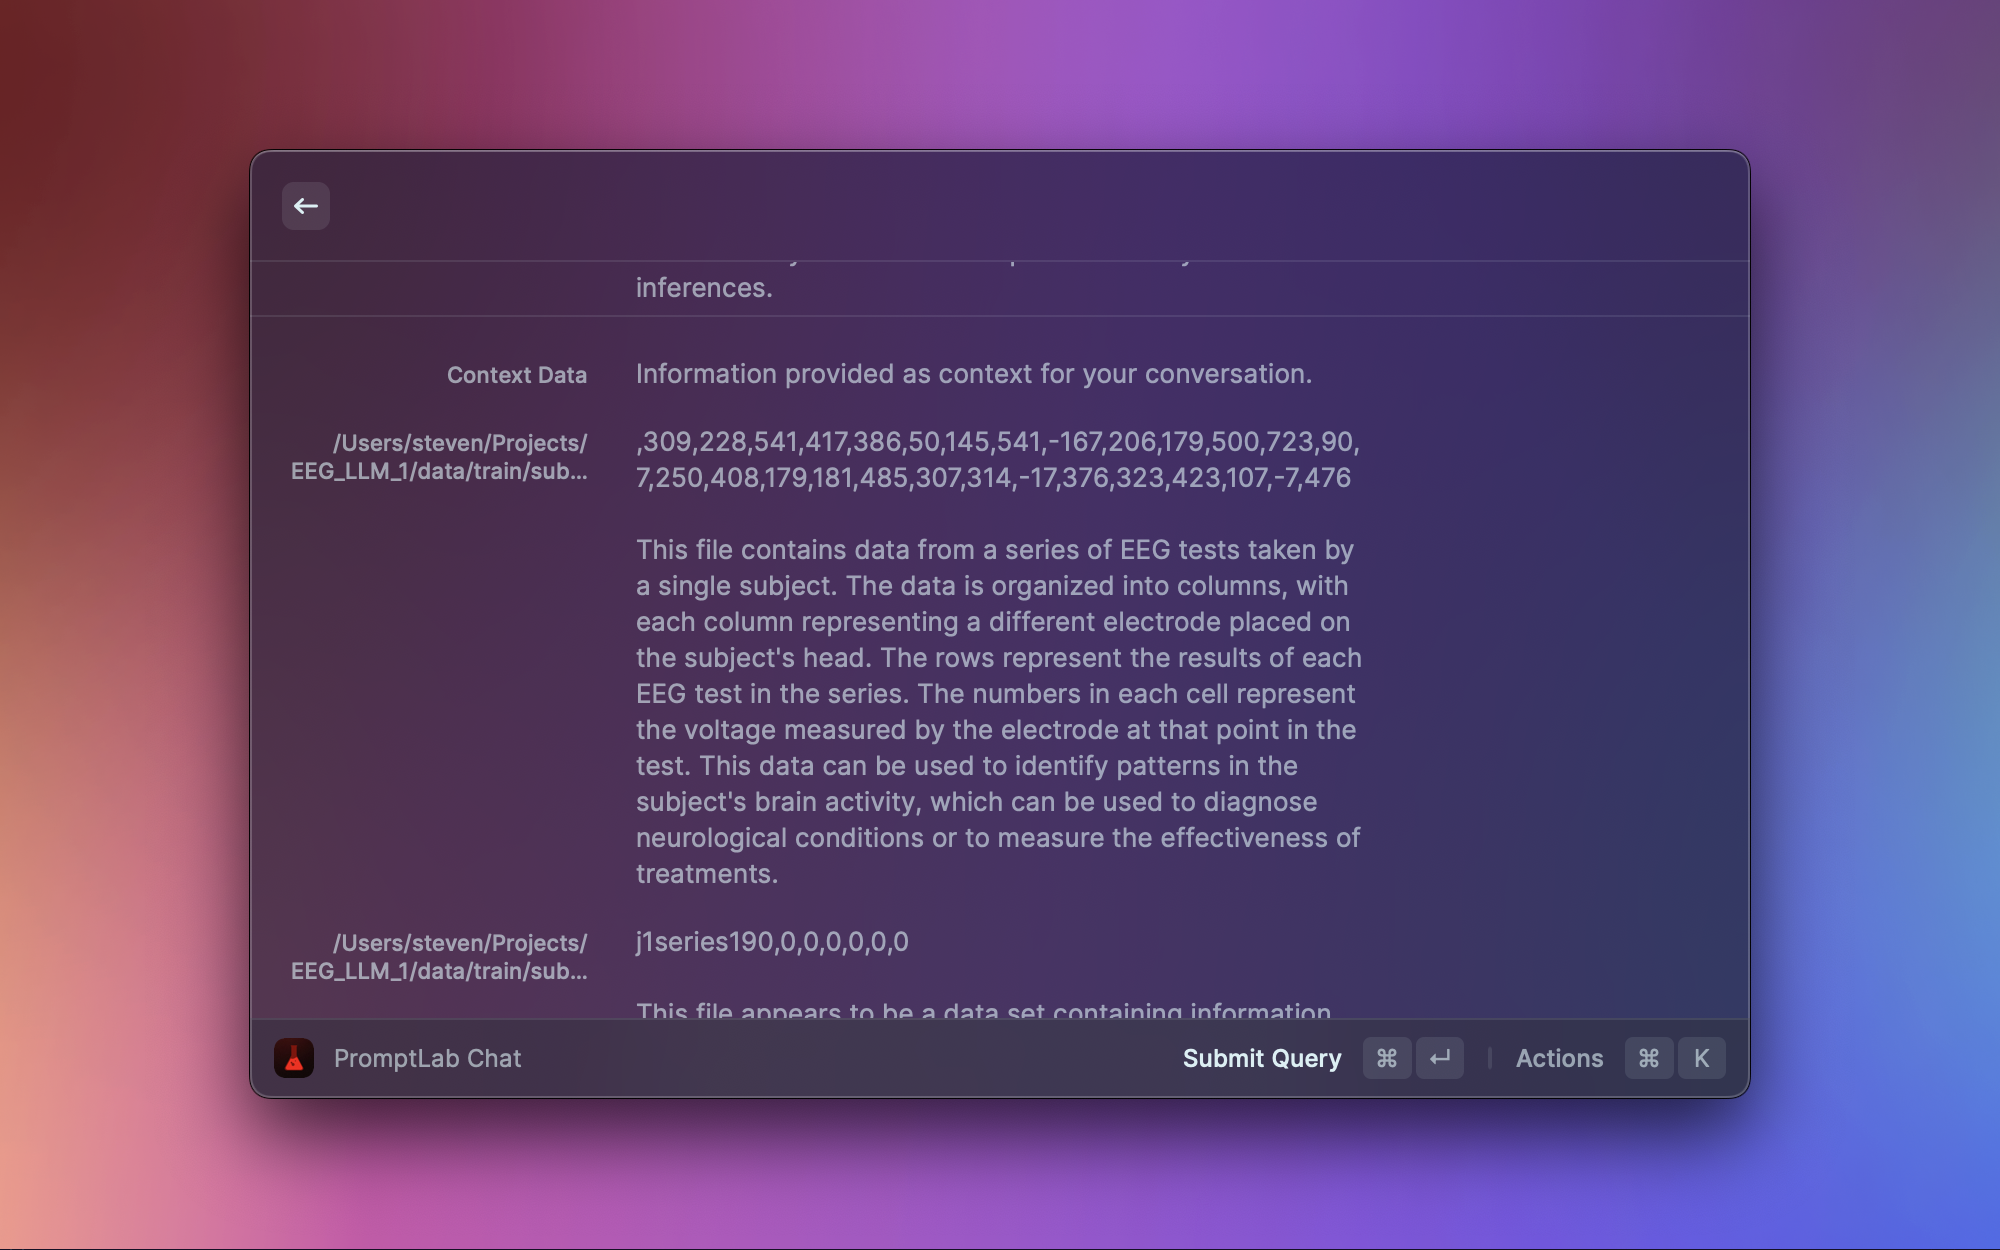 inferences.
Context Data
Information provided as context for your conversation.
/Users/steven/Projects/
EEG_LLM_1/data/train/sub...
,309,228,541,417,386,50,145,541,-167,206,179,500,723,90,
7,250,408,179,181,485,307,314,-17,376,323,423,107,-7,476
This file contains data from a series of EEG tests taken by
a single subject. The data is organized into columns, with
each column representing a different electrode placed on
the subject's head. The rows represent the results of each
EEG test in the series. The numbers in each cell represent
the voltage measured by the electrode at that point in the
test. This data can be used to identify patterns in the
subject's brain activity, which can be used to diagnose
neurological conditions or to measure the effectiveness of
treatments.
/Users/steven/Projects/
EEG_LLM_1/data/train/sub...
j1series190,0,0,0,0,0,0
This file appears to be a data set containing information
PromptLab Chat
Submit Query ⌘ ↵
Actions ⌘ K